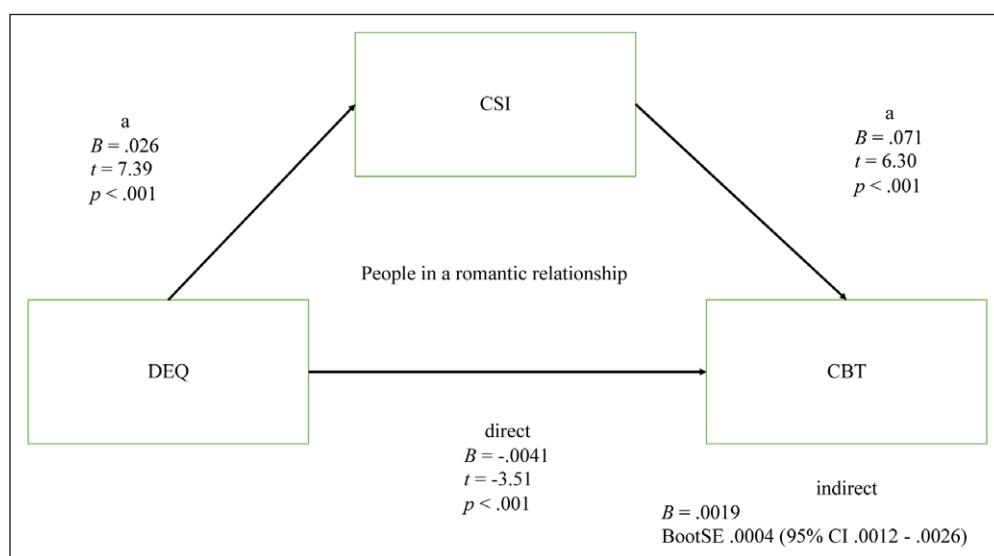 CSI
a
B = .026
t = 7.39
p < .001
a
B = .071
t = 6.30
p < .001
People in a romantic relationship
DEQ
CBT
direct
B = -.0041
t = -3.51
p < .001
indirect
B = .0019
BootSE .0004 (95% CI .0012 - .0026)